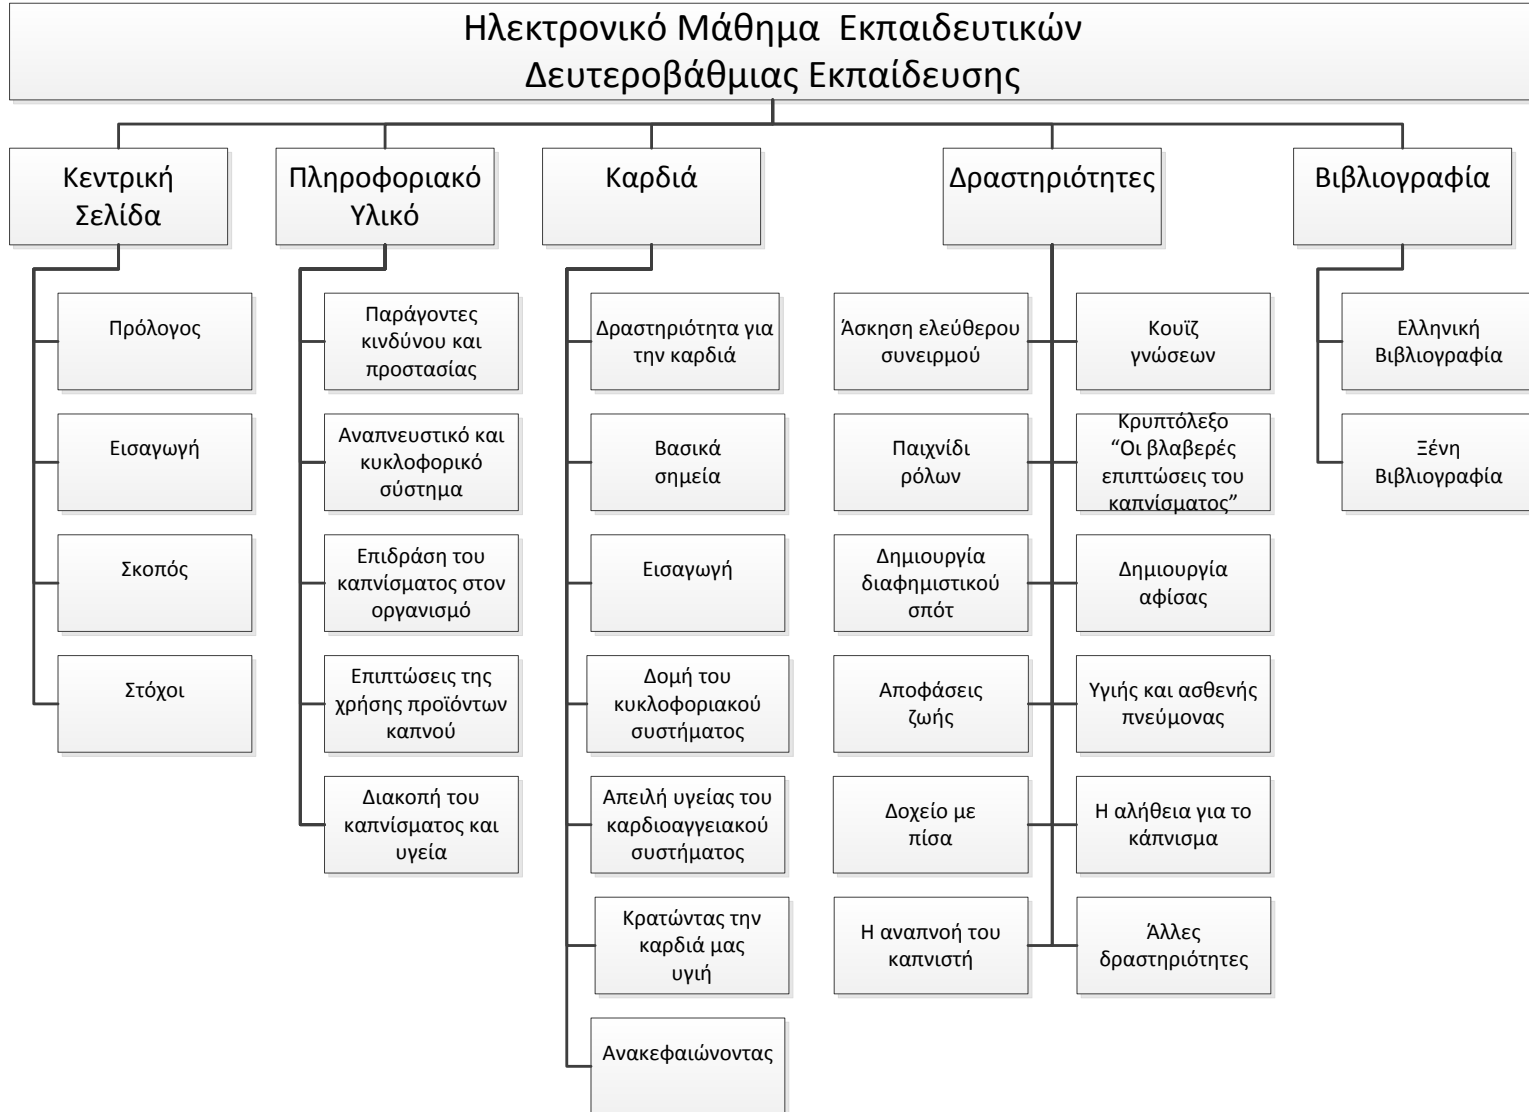 Ηλεκτρονικό Μάθημα Εκπαιδευτικών
Δευτεροβάθμιας Εκπαίδευσης
Κεντρική
Σελίδα
Πρόλογος
Εισαγωγή
Σκοπός
Στόχοι
Πληροφοριακό
Υλικό
Παράγοντες
κινδύνου και
προστασίας
Αναπνευστικό και
κυκλοφορικό
σύστημα
Επιδράση του
καπνίσματος στον
οργανισμό
Επιπτώσεις της
χρήσης προϊόντων
καπνού
Διακοπή του
καπνίσματος και
υγεία
Καρδιά
Δραστηριότητα για
την καρδιά
Βασικά
σημεία
Εισαγωγή
Δομή του
κυκλοφοριακού
συστήματος
Απειλή υγείας του
καρδιοαγγειακού
συστήματος
Κρατώντας την
καρδιά μας
υγιή
Ανακεφαιώνοντας
Δραστηριότητες
Άσκηση ελεύθερου
συνειρμού
Κουϊζ
γνώσεων
Παιχνίδι
ρόλων
Κρυπτόλεξο
“Οι βλαβερές
επιπτώσεις του
καπνίσματος”
Δημιουργία
διαφημιστικού
σπότ
Δημιουργία
αφίσας
Αποφάσεις
ζωής
Υγιής και ασθενής
πνεύμονας
Δοχείο με
πίσα
Η αλήθεια για το
κάπνισμα
Η αναπνοή του
καπνιστή
Άλλες
δραστηριότητες
Βιβλιογραφία
Ελληνική
Βιβλιογραφία
Ξένη
Βιβλιογραφία